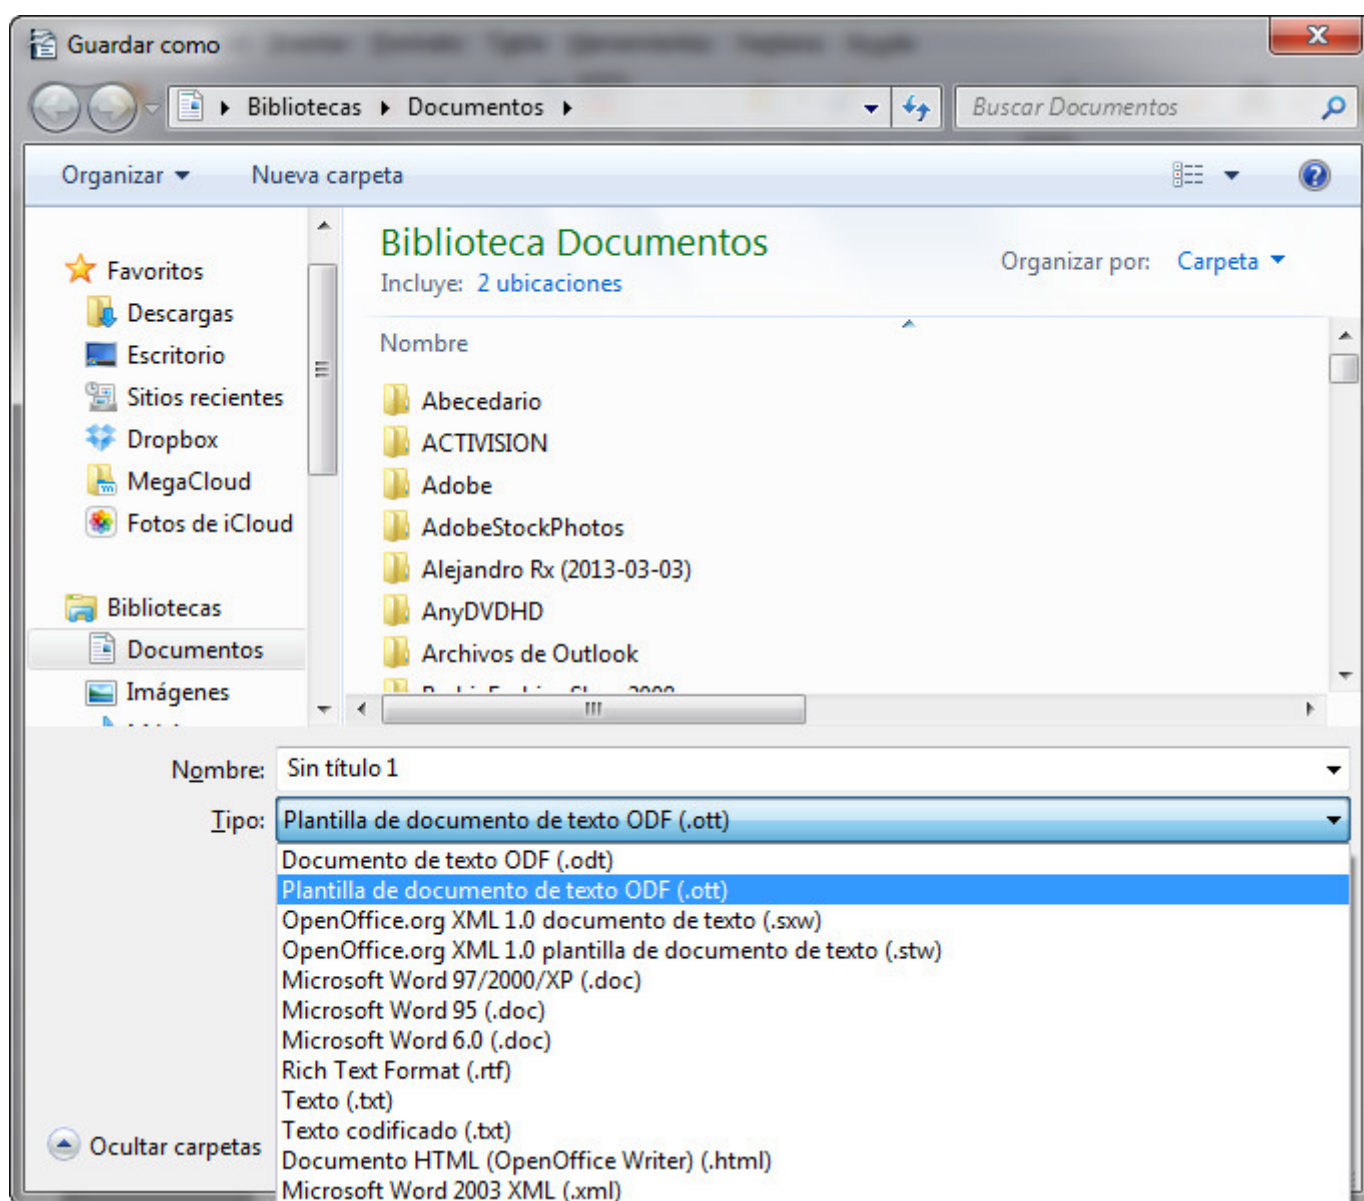 Guardar como
Bibliotecas Documentos
Buscar Documentos
Organizar Nueva carpeta
Biblioteca Documentos
Incluye: 2 ubicaciones
Organizar por: Carpeta
Favoritos
Descargas
Escritorio
Sitios recientes
Dropbox
MegaCloud
Fotos de iCloud
Bibliotecas
Documentos
Imágenes
Nombre
Abecedario
ACTIVISION
Adobe
AdobeStockPhotos
Alejandro Rx (2013-03-03)
AnyDVDHD
Archivos de Outlook
Nombre: Sin título 1
Tipo: Plantilla de documento de texto ODF (.ott)
Documento de texto ODF (.odt)
Plantilla de documento de texto ODF (.ott)
OpenOffice.org XML 1.0 documento de texto (.sxw)
OpenOffice.org XML 1.0 plantilla de documento de texto (.stw)
Microsoft Word 97/2000/XP (.doc)
Microsoft Word 95 (.doc)
Microsoft Word 6.0 (.doc)
Rich Text Format (.rtf)
Texto (.txt)
Texto codificado (.txt)
Documento HTML (OpenOffice Writer) (.html)
Microsoft Word 2003 XML (.xml)
Ocultar carpetas